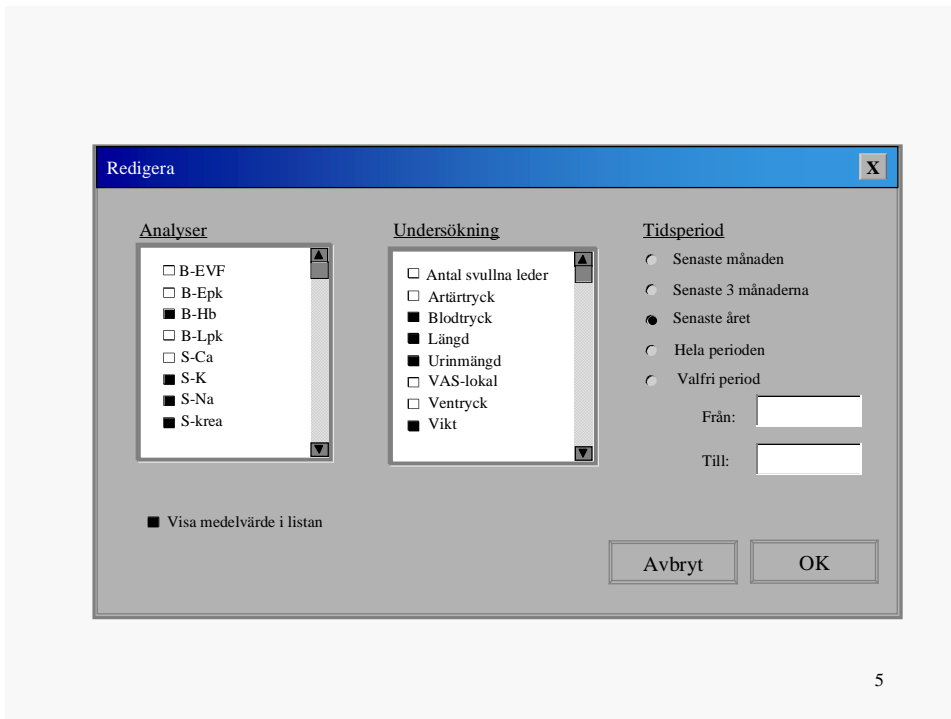 Redigera
X
Analyser
B-EVF
B-Epk
B-Hb
B-Lpk
S-Ca
S-K
S-Na
S-krea
Undersökning
Antal svullna leder
Artärtryck
Blodtryck
Längd
Urinmängd
VAS-lokal
Ventryck
Vikt
Tidsperiod
Senaste månaden
Senaste 3 månaderna
Senaste året
Hela perioden
Valfri period
Från:
Till:
Visa medelvärde i listan
Avbryt
OK
5